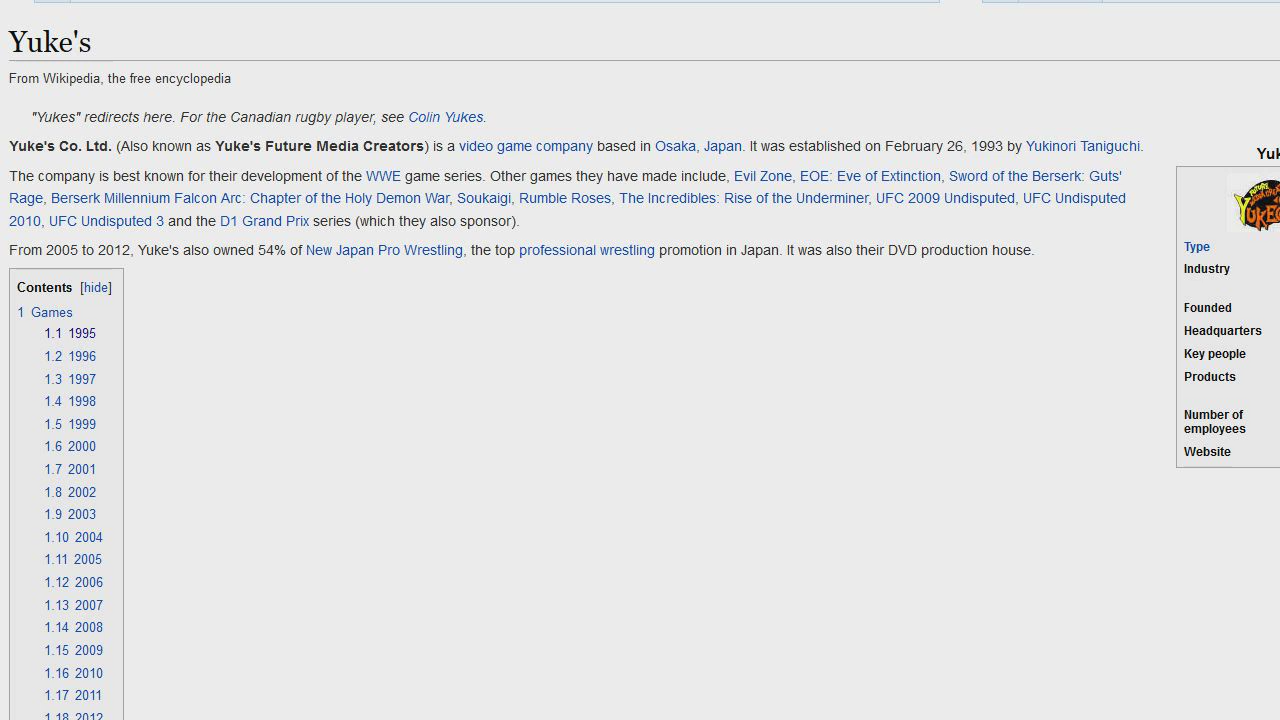 Yuke's
From Wikipedia, the free encyclopedia
"Yukes" redirects here. For the Canadian rugby player, see Colin Yukes.
Yuke's Co. Ltd. (Also known as Yuke's Future Media Creators) is a video game company based in Osaka, Japan. It was established on February 26, 1993 by Yukinori Taniguchi.
The company is best known for their development of the WWE game series. Other games they have made include, Evil Zone, EOE: Eve of Extinction, Sword of the Berserk: Guts'
Rage, Berserk Millennium Falcon Arc: Chapter of the Holy Demon War, Soukaigi, Rumble Roses, The Incredibles: Rise of the Underminer, UFC 2009 Undisputed, UFC Undisputed
2010, UFC Undisputed 3 and the D1 Grand Prix series (which they also sponsor).
From 2005 to 2012, Yuke's also owned 54% of New Japan Pro Wrestling, the top professional wrestling promotion in Japan. It was also their DVD production house.
Contents [hide]
1 Games
1.1 1995
1.2 1996
1.3 1997
1.4 1998
1.5 1999
1.6 2000
1.7 2001
1.8 2002
1.9 2003
1.10 2004
1.11 2005
1.12 2006
1.13 2007
1.14 2008
1.15 2009
1.16 2010
1.17 2011
1.18 2012
Yuk
FUTURE
Type
Industry
Founded
Headquarters
Key people
Products
Number of
employees
Website